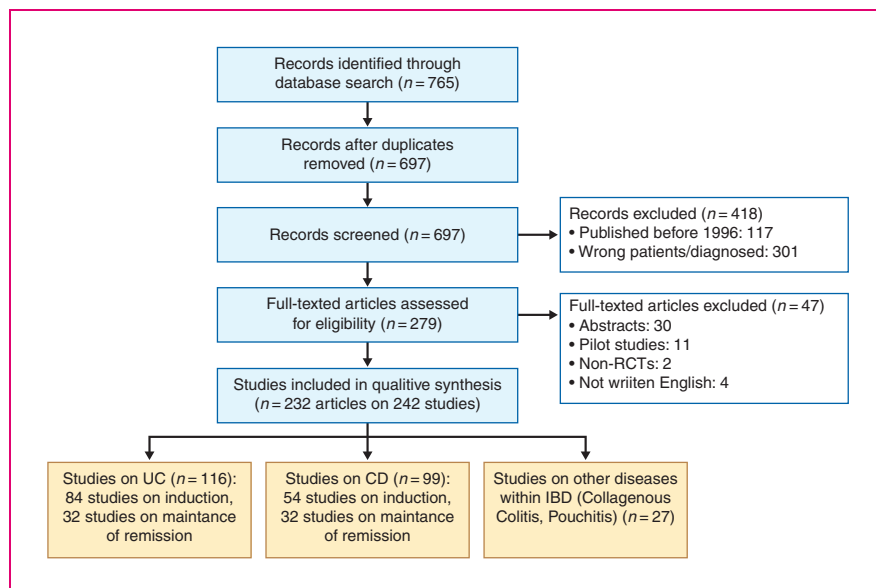 Records identified through
database search (n = 765)
Records after duplicates
removed (n = 697)
Records screened (n = 697)
Records excluded (n = 418)
• Published before 1996: 117
• Wrong patients/diagnosed: 301
Full-texted articles assessed
for eligibility (n = 279)
Full-texted articles excluded (n = 47)
• Abstracts: 30
• Pilot studies: 11
• Non-RCTs: 2
• Not wriiten English: 4
Studies included in qualitive synthesis
(n = 232 articles on 242 studies)
Studies on UC (n = 116):
84 studies on induction,
32 studies on maintance
of remission
Studies on CD (n = 99):
54 studies on induction,
32 studies on maintance
of remission
Studies on other diseases
within IBD (Collagenous
Colitis, Pouchitis) (n = 27)